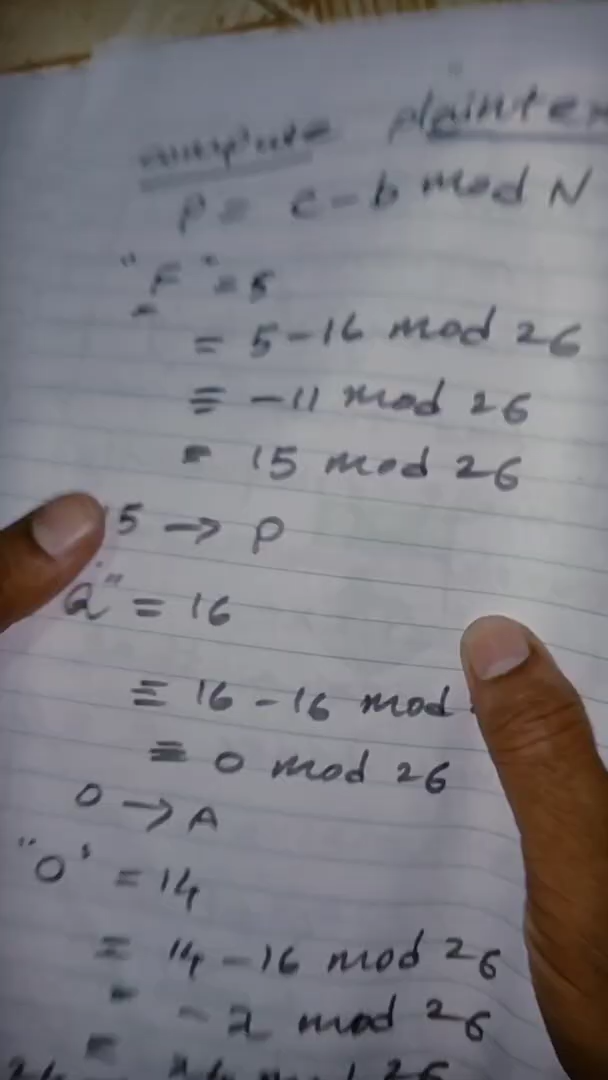 compute plaintex
P = c - b mod N
"F" = 5
= 5 - 16 mod 26
≡ -11 mod 26
= 15 mod 26
15 → P
Q" = 16
≡ 16 - 16 mod
≡ 0 mod 26
0 → A
"O" = 14
= 14 - 16 mod 26
= -2 mod 26